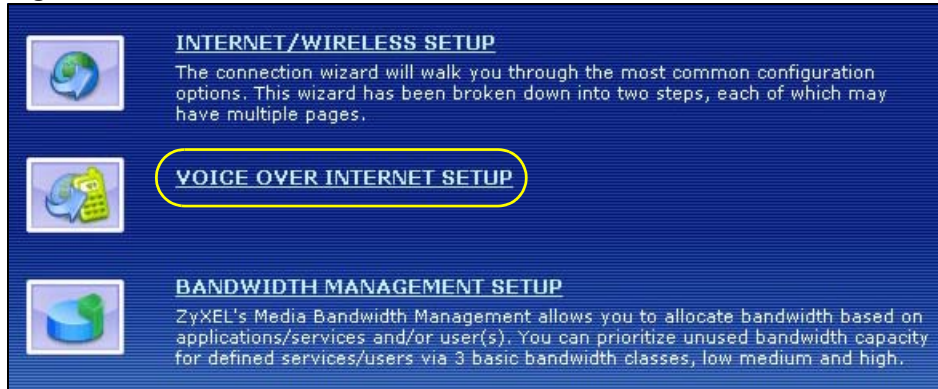 INTERNET/WIRELESS SETUP
The connection wizard will walk you through the most common configuration
options. This wizard has been broken down into two steps, each of which may
have multiple pages.
VOICE OVER INTERNET SETUP
BANDWIDTH MANAGEMENT SETUP
ZyXEL's Media Bandwidth Management allows you to allocate bandwidth based on
applications/services and/or user(s). You can prioritize unused bandwidth capacity
for defined services/users via 3 basic bandwidth classes, low medium and high.